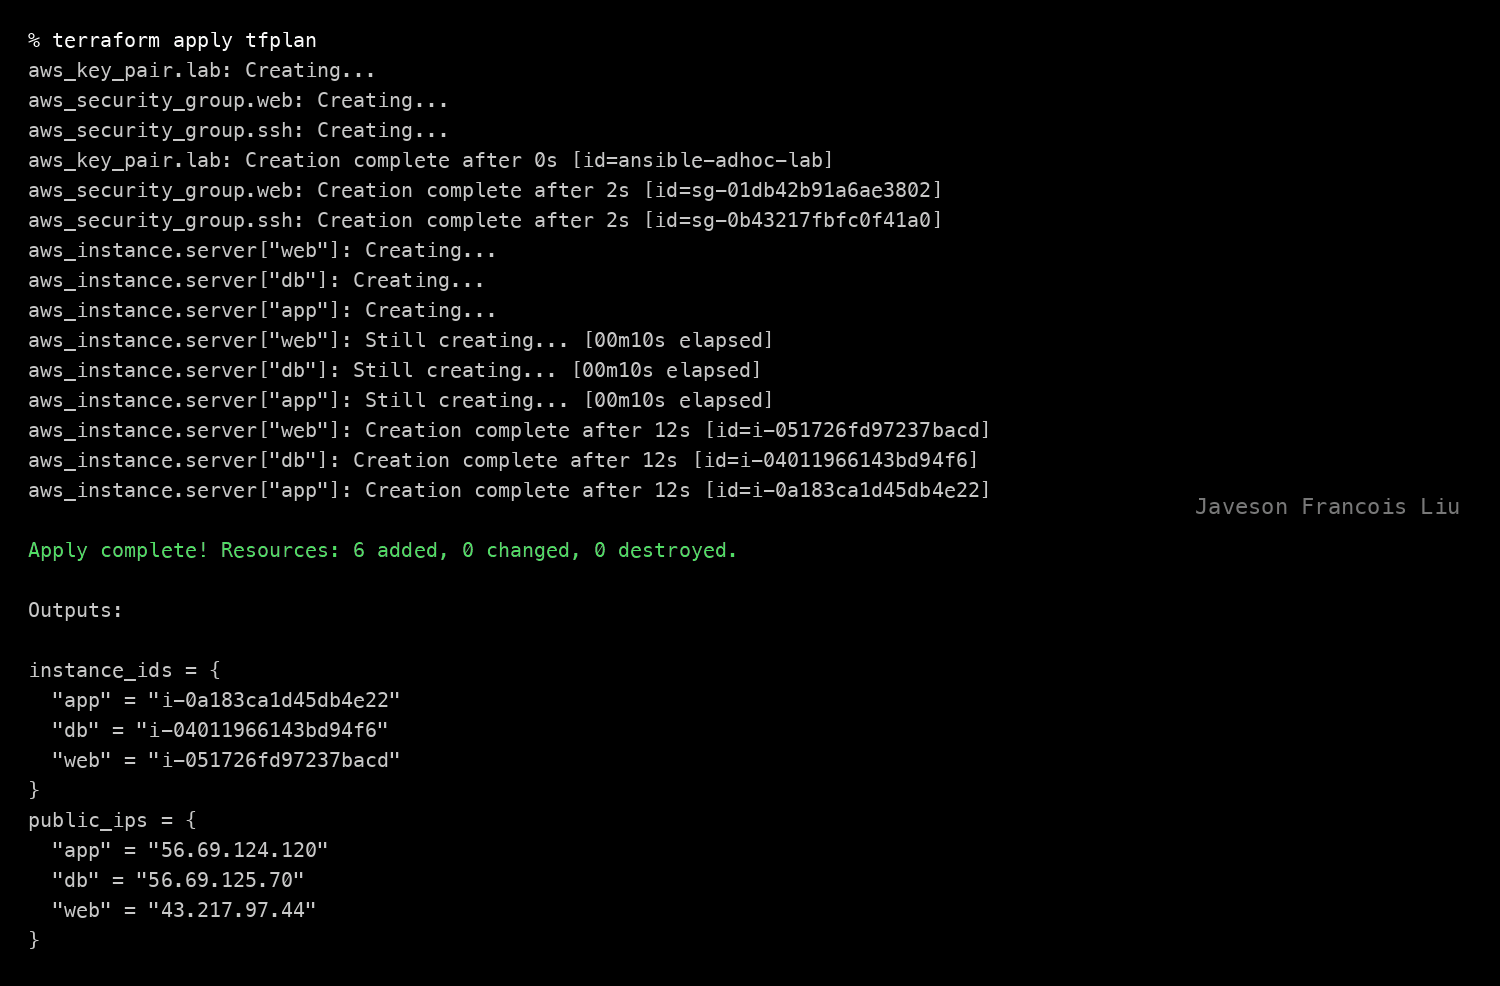 % terraform apply tfplan
aws_key_pair.lab: Creating...
aws_security_group.web: Creating...
aws_security_group.ssh: Creating...
aws_key_pair.lab: Creation complete after 0s [id=ansible-adhoc-lab]
aws_security_group.web: Creation complete after 2s [id=sg-01db42b91a6ae3802]
aws_security_group.ssh: Creation complete after 2s [id=sg-0b43217fbfc0f41a0]
aws_instance.server["web"]: Creating...
aws_instance.server["db"]: Creating...
aws_instance.server["app"]: Creating...
aws_instance.server["web"]: Still creating... [00m10s elapsed]
aws_instance.server["db"]: Still creating... [00m10s elapsed]
aws_instance.server["app"]: Still creating... [00m10s elapsed]
aws_instance.server["web"]: Creation complete after 12s [id=i-051726fd97237bacd]
aws_instance.server["db"]: Creation complete after 12s [id=i-04011966143bd94f6]
aws_instance.server["app"]: Creation complete after 12s [id=i-0a183ca1d45db4e22]
Javeson Francois Liu
Apply complete! Resources: 6 added, 0 changed, 0 destroyed.
Outputs:
instance_ids = {
  "app" = "i-0a183ca1d45db4e22"
  "db" = "i-04011966143bd94f6"
  "web" = "i-051726fd97237bacd"
}
public_ips = {
  "app" = "56.69.124.120"
  "db" = "56.69.125.70"
  "web" = "43.217.97.44"
}